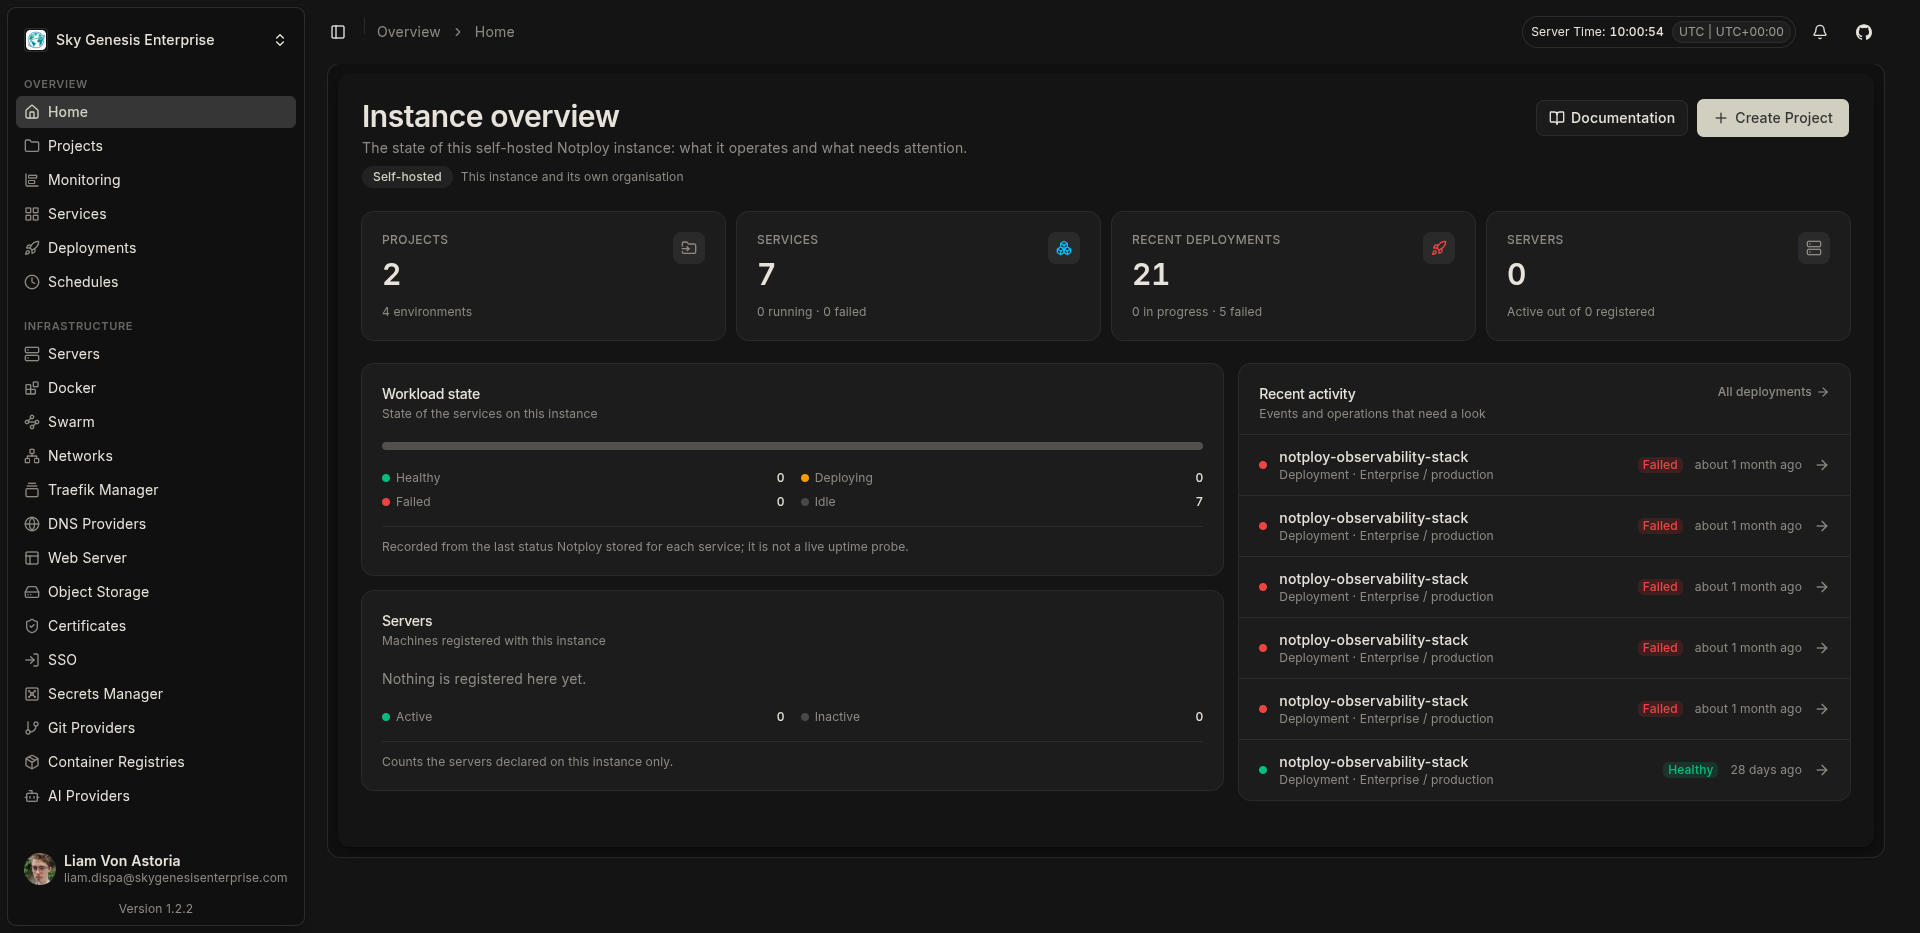 Sky Genesis Enterprise
OVERVIEW
Home
Projects
Monitoring
Services
Deployments
Schedules
INFRASTRUCTURE
Servers
Docker
Swarm
Networks
Traefik Manager
DNS Providers
Web Server
Object Storage
Certificates
SSO
Secrets Manager
Git Providers
Container Registries
AI Providers
Liam Von Astoria
liam.dispa@skygenesisenterprise.com
Version 1.2.2
Overview > Home
Server Time: 10:00:54 UTC | UTC+00:00
Instance overview
The state of this self-hosted Notploy instance: what it operates and what needs attention.
Self-hosted This instance and its own organisation
Documentation
Create Project
PROJECTS
2
4 environments
SERVICES
7
0 running · 0 failed
RECENT DEPLOYMENTS
21
0 in progress · 5 failed
SERVERS
0
Active out of 0 registered
Workload state
State of the services on this instance
Healthy 0 Deploying 0
Failed 0 Idle 7
Recorded from the last status Notploy stored for each service; it is not a live uptime probe.
Servers
Machines registered with this instance
Nothing is registered here yet.
Active 0 Inactive 0
Counts the servers declared on this instance only.
Recent activity
All deployments
Events and operations that need a look
notploy-observability-stack
Deployment · Enterprise / production
Failed about 1 month ago
notploy-observability-stack
Deployment · Enterprise / production
Failed about 1 month ago
notploy-observability-stack
Deployment · Enterprise / production
Failed about 1 month ago
notploy-observability-stack
Deployment · Enterprise / production
Failed about 1 month ago
notploy-observability-stack
Deployment · Enterprise / production
Failed about 1 month ago
notploy-observability-stack
Deployment · Enterprise / production
Healthy 28 days ago